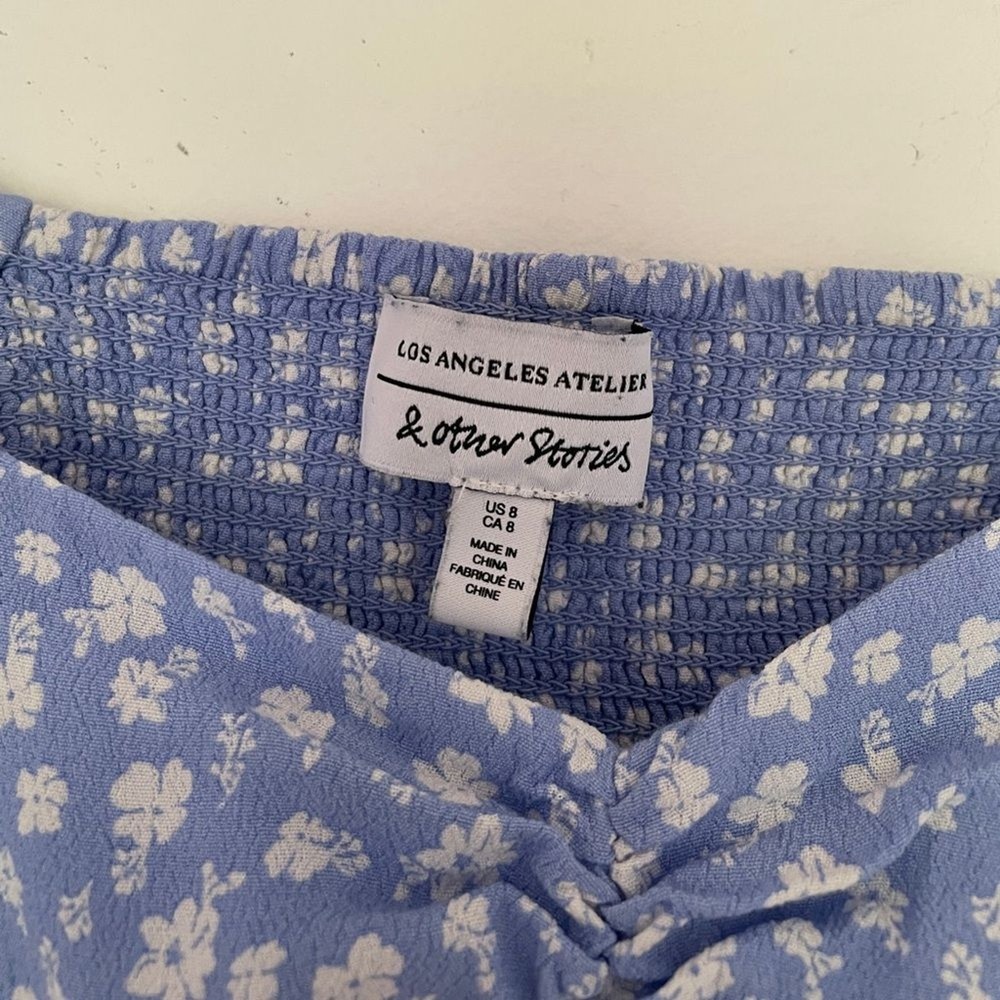 LOS ANGELES ATELIER
& other Stories
US 8
CA 8
MADE IN
CHINA
FABRIQUÉ EN
CHINE